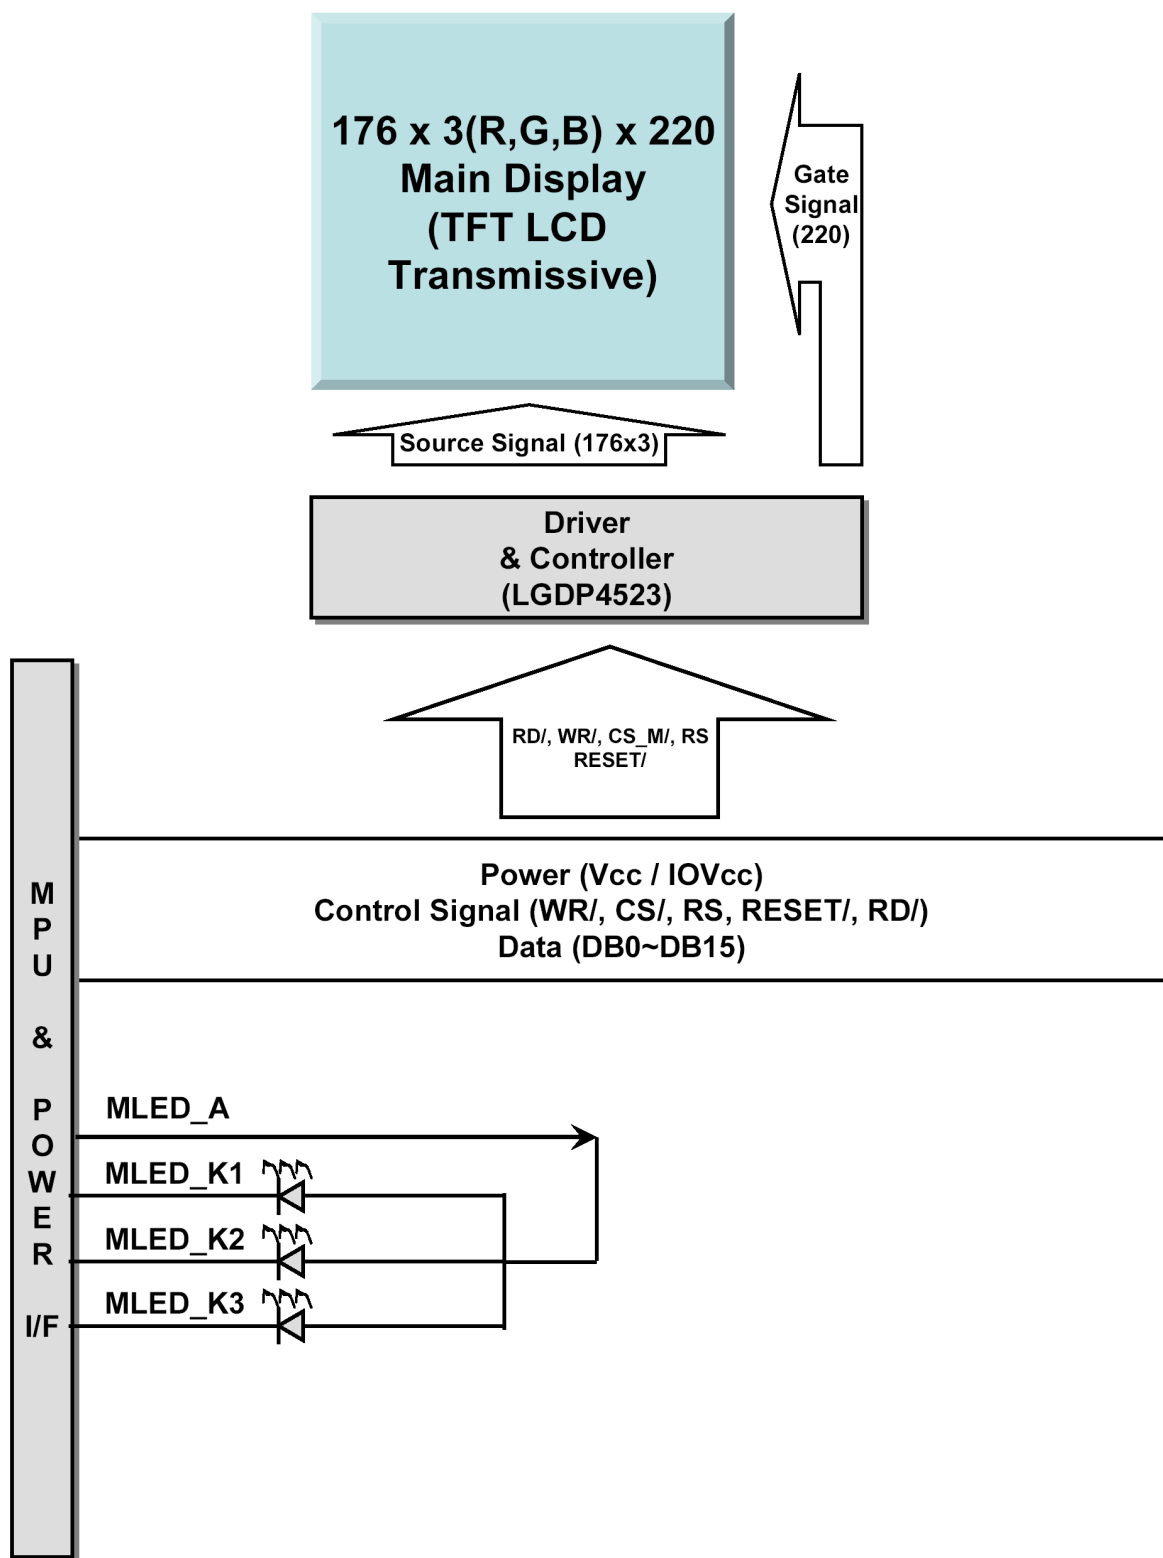 176 x 3(R,G,B) x 220
Main Display
(TFT LCD
Transmissive)
Gate
Signal
(220)
Source Signal (176x3)
Driver
& Controller
(LGDP4523)
RD/, WR/, CS_M/, RS
RESET/
Power (Vcc / IOVcc)
Control Signal (WR/, CS/, RS, RESET/, RD/)
Data (DB0~DB15)
M
P
U
&
P
O
W
E
R
I/F
MLED_A
MLED_K1
MLED_K2
MLED_K3